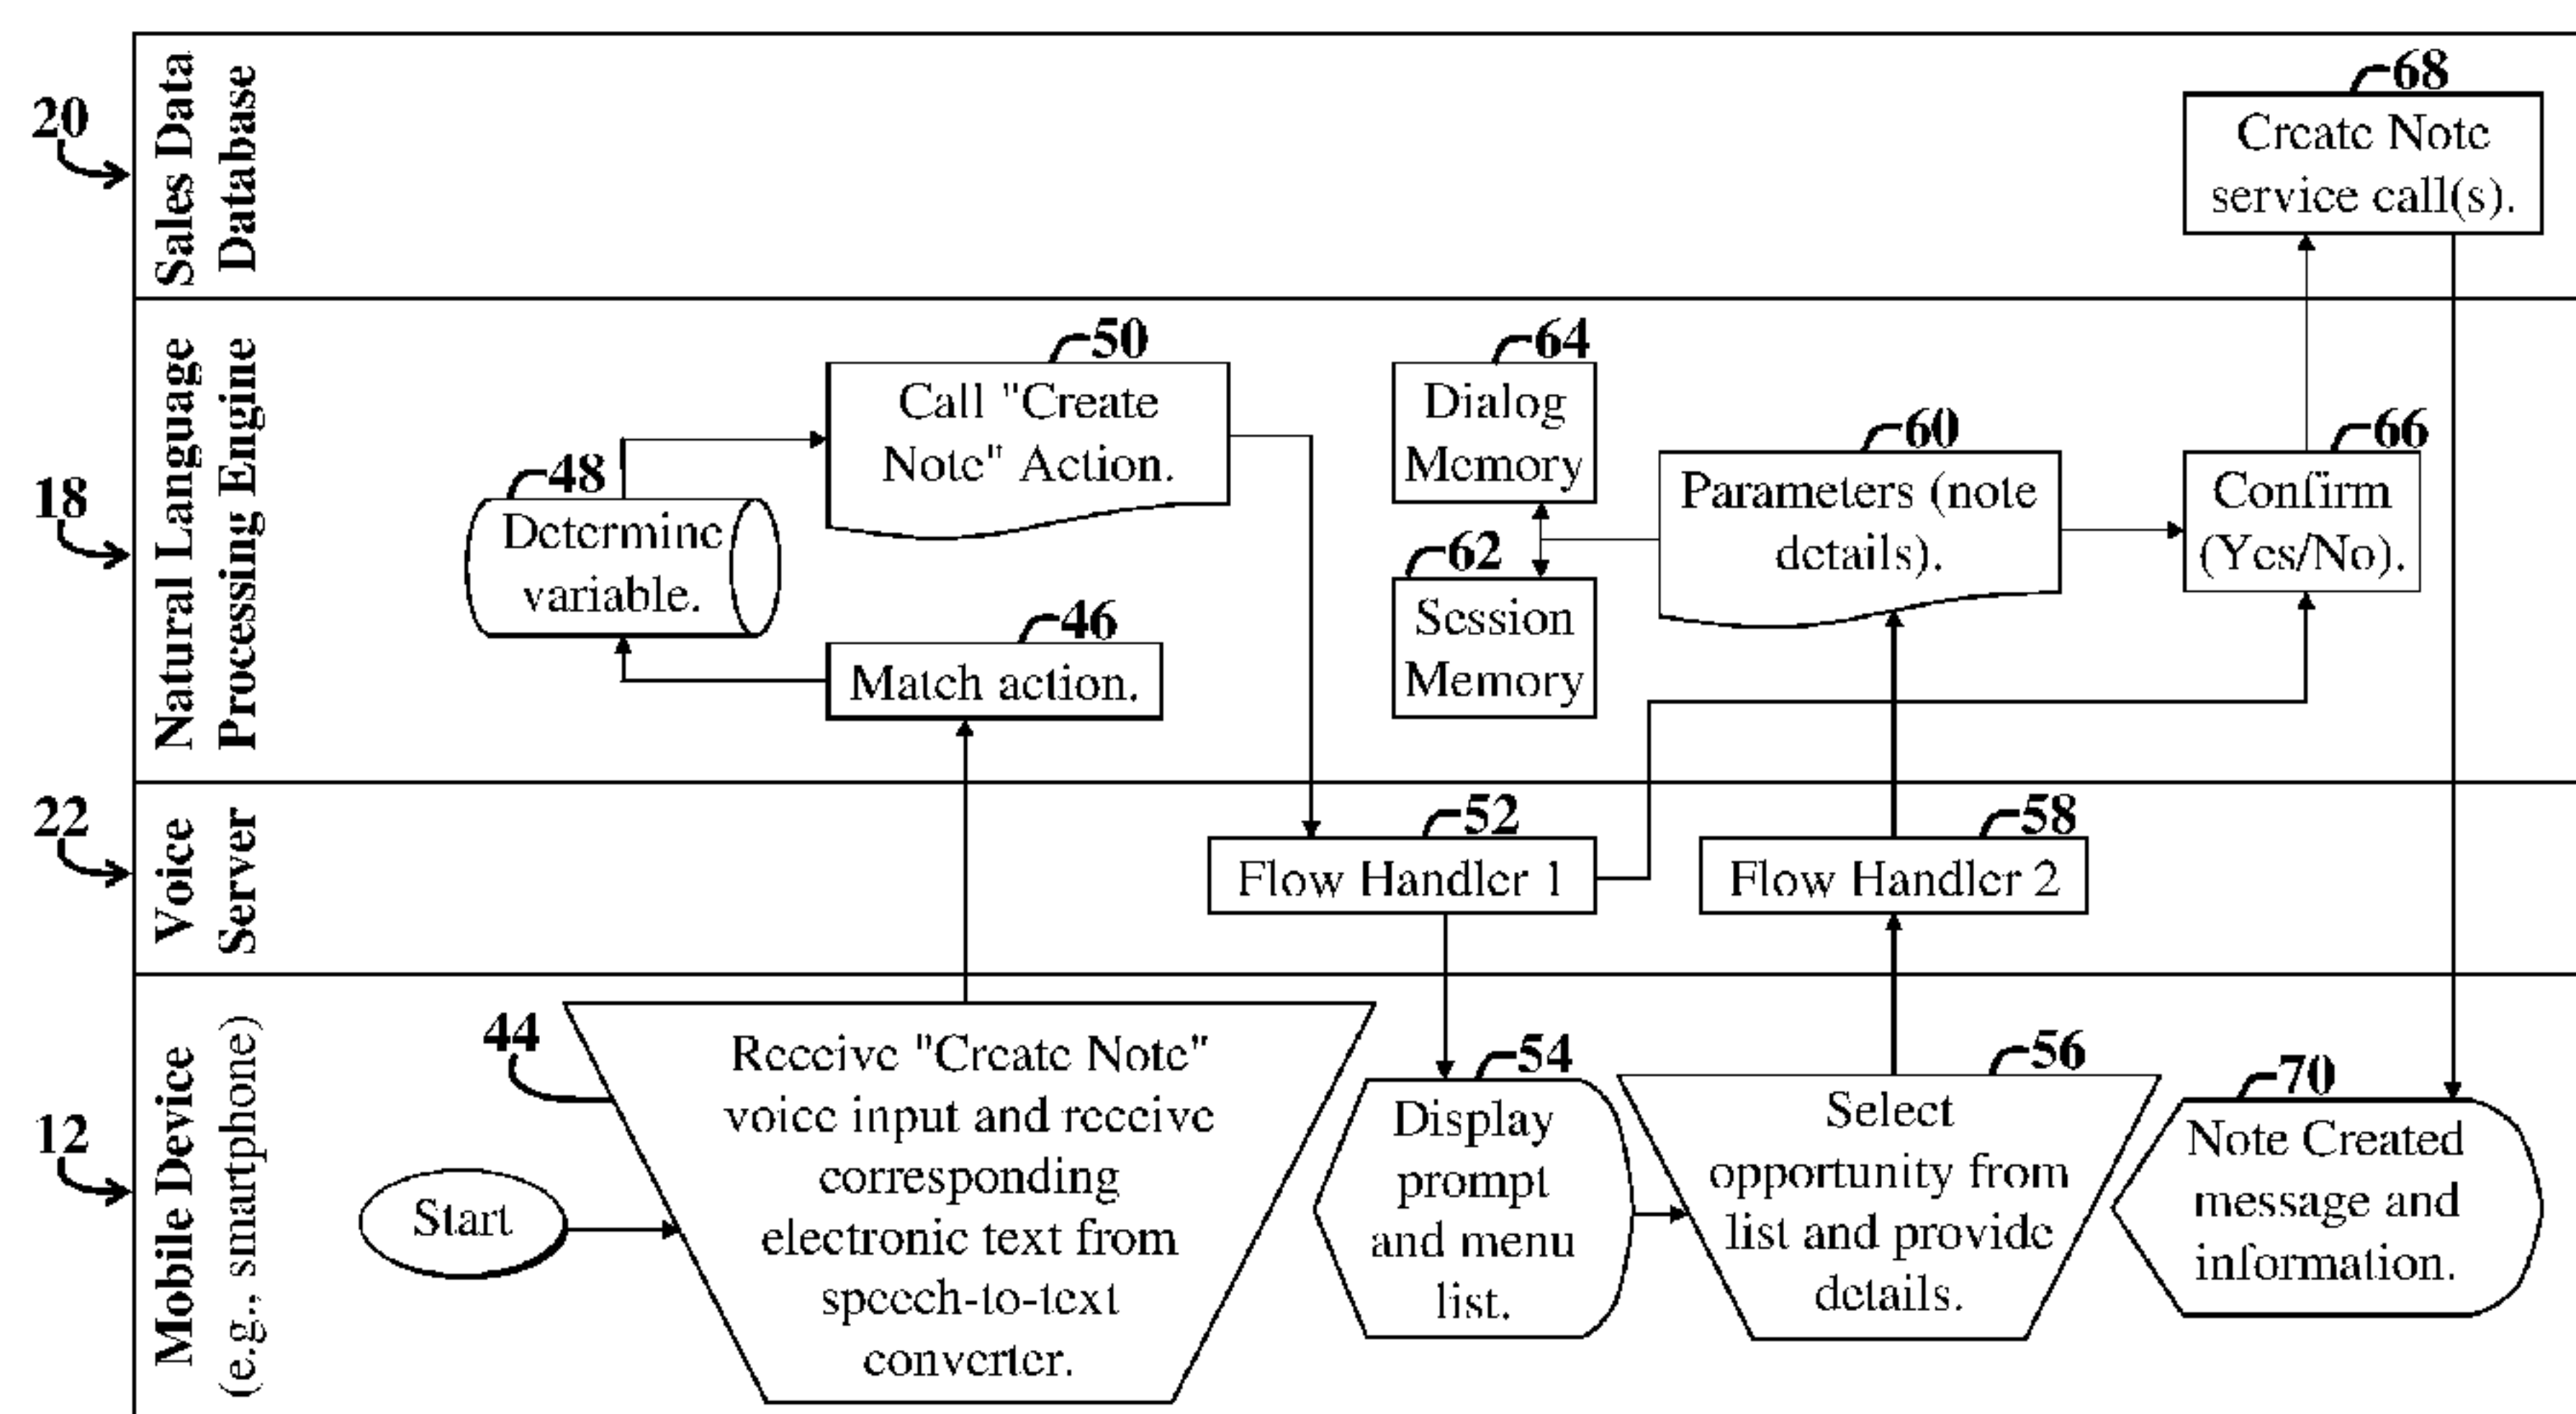 20
Sales Data
Database
68
Create Note
service call(s).
18
Natural Language
Processing Engine
48
Determine
variable.
50
Call "Create
Note" Action.
46
Match action.
64
Dialog
Memory
62
Session
Memory
60
Parameters (note
details).
66
Confirm
(Yes/No).
22
Voice
Server
52
Flow Handler 1
58
Flow Handler 2
12
Mobile Device
(e.g., smartphone)
Start
44
Receive "Create Note"
voice input and receive
corresponding
electronic text from
speech-to-text
converter.
54
Display
prompt
and menu
list.
56
Select
opportunity from
list and provide
details.
70
Note Created
message and
information.